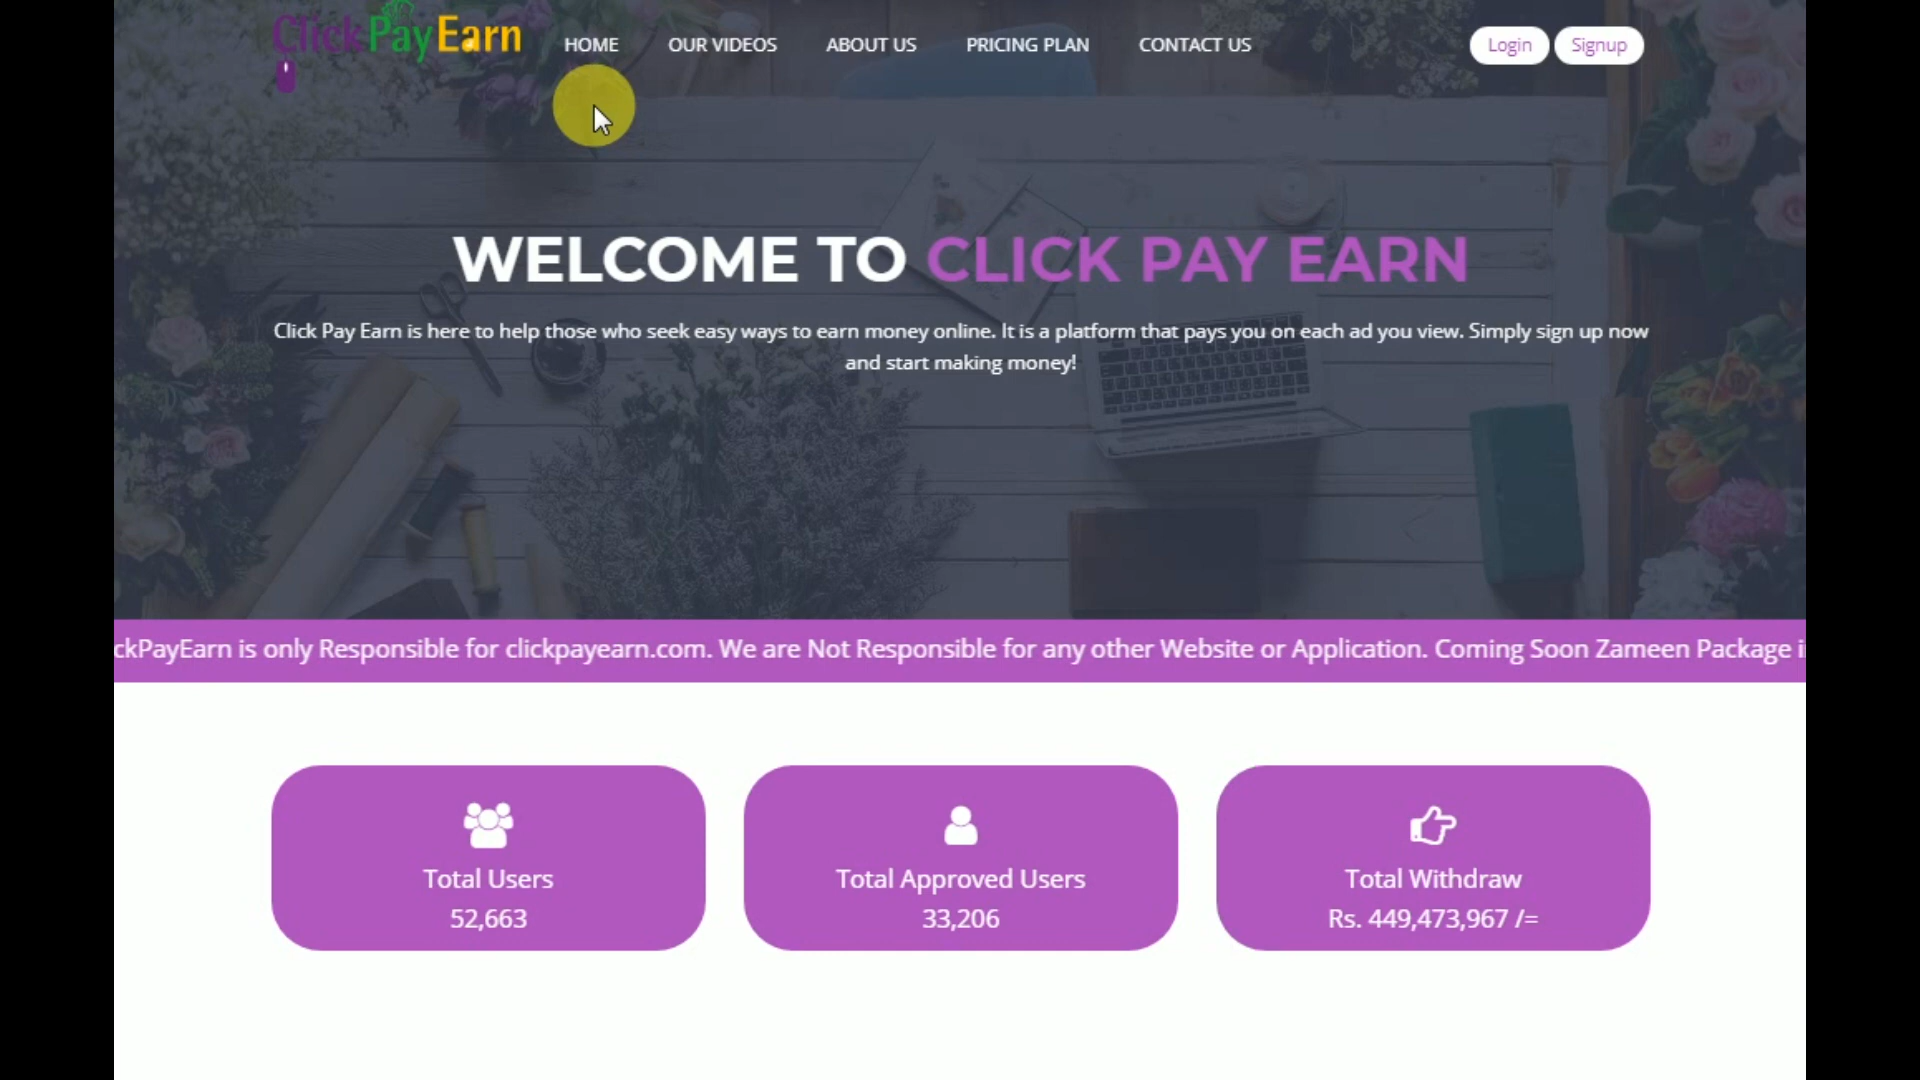 ClickPayEarn
HOME
OUR VIDEOS
ABOUT US
PRICING PLAN
CONTACT US
Login
Signup
WELCOME TO CLICK PAY EARN
Click Pay Earn is here to help those who seek easy ways to earn money online. It is a platform that pays you on each ad you view. Simply sign up now
and start making money!
ckPayEarn is only Responsible for clickpayearn.com. We are Not Responsible for any other Website or Application. Coming Soon Zameen Package i
Total Users
52,663
Total Approved Users
33,206
Total Withdraw
Rs. 449,473,967 /=